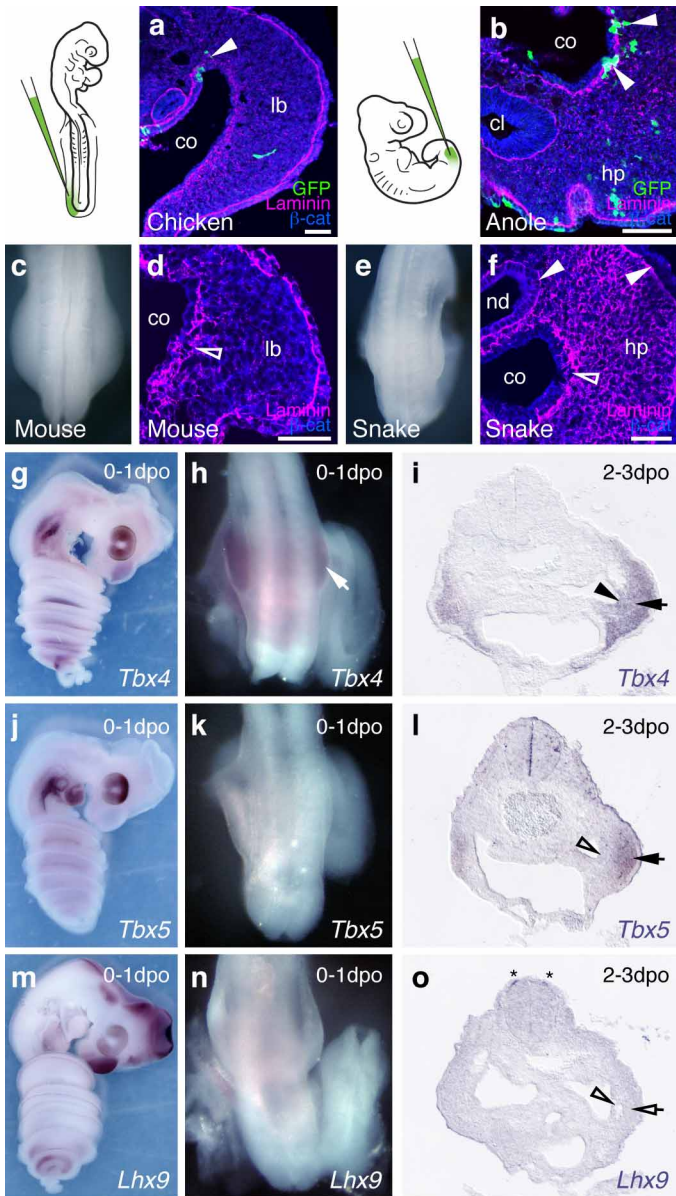 a
co
lb
GFP
Laminin
β-cat
Chicken
b
co
cl
hp
GFP
Laminin
β-cat
Anole
c
Mouse
d
co
lb
Mouse
e
Snake
f
nd
hp
co
Laminin
β-cat
Snake
g
0-1dpo
Tbx4
h
0-1dpo
Tbx4
i
2-3dpo
Tbx4
j
0-1dpo
Tbx5
k
0-1dpo
Tbx5
l
2-3dpo
Tbx5
m
0-1dpo
Lhx9
n
0-1dpo
Lhx9
o
2-3dpo
* *
Lhx9